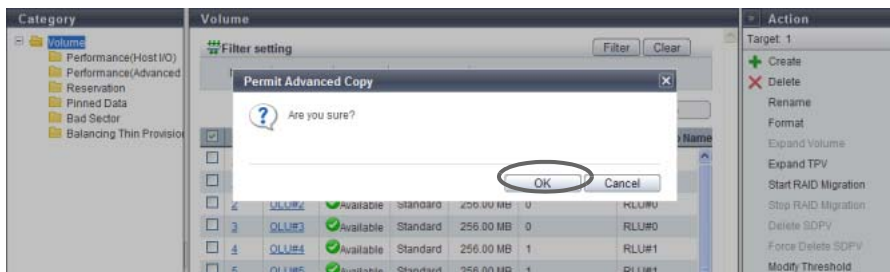 Category
Volume
Action
Volume
Performance(Host I/O)
Performance(Advanced
Reservation
Pinned Data
Bad Sector
Balancing Thin Provision
Filter setting
Filter
Clear
Permit Advanced Copy
Are you sure?
OK
Cancel
Name
2 OLU#2 Available Standard 256.00 MB 0 RLU#0
3 OLU#3 Available Standard 256.00 MB 0 RLU#0
4 OLU#4 Available Standard 256.00 MB 1 RLU#1
5 OLU#5 Available Standard 256.00 MB 1 RLU#1
Target: 1
Create
Delete
Rename
Format
Expand Volume
Expand TPV
Start RAID Migration
Stop RAID Migration
Delete SDPV
Force Delete SDPV
Modify Threshold